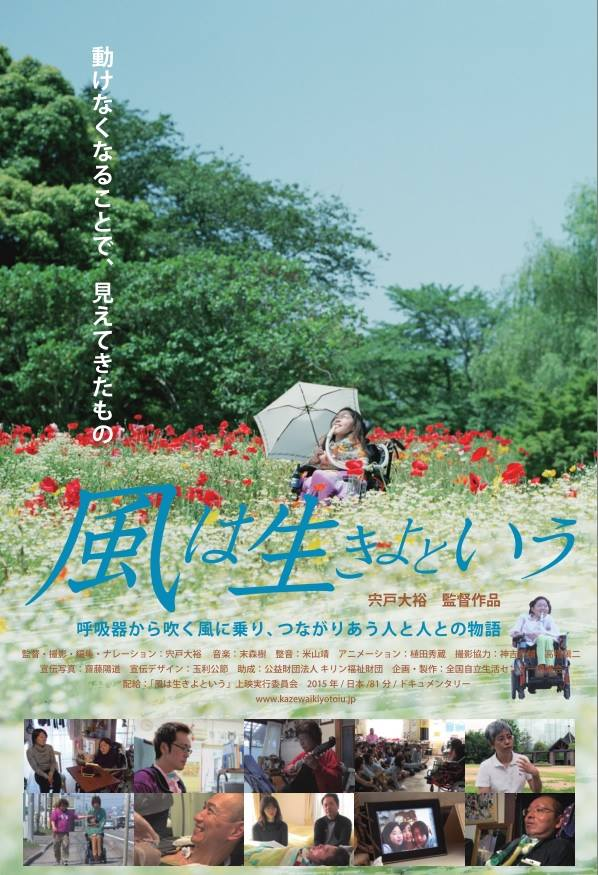 動けなくなることで、見えてきたもの
風は生きよという
宍戸大裕 監督作品
呼吸器から吹く風に乗り、つながりあう人と人との物語
監督・撮影・編集・ナレーション：宍戸大裕 音楽：末森樹 整音：米山靖 アニメーション：植田秀蔵 撮影協力：神吉
宣伝写真：齋藤陽道 宣伝デザイン：玉利公節 助成：公益財団法人キリン福祉財団 企画・製作：全国自立生活セン
配給：「風は生きよという」上映実行委員会 2015年/日本/81分/ドキュメンタリー
www.kazewaikiyotoiu.jp